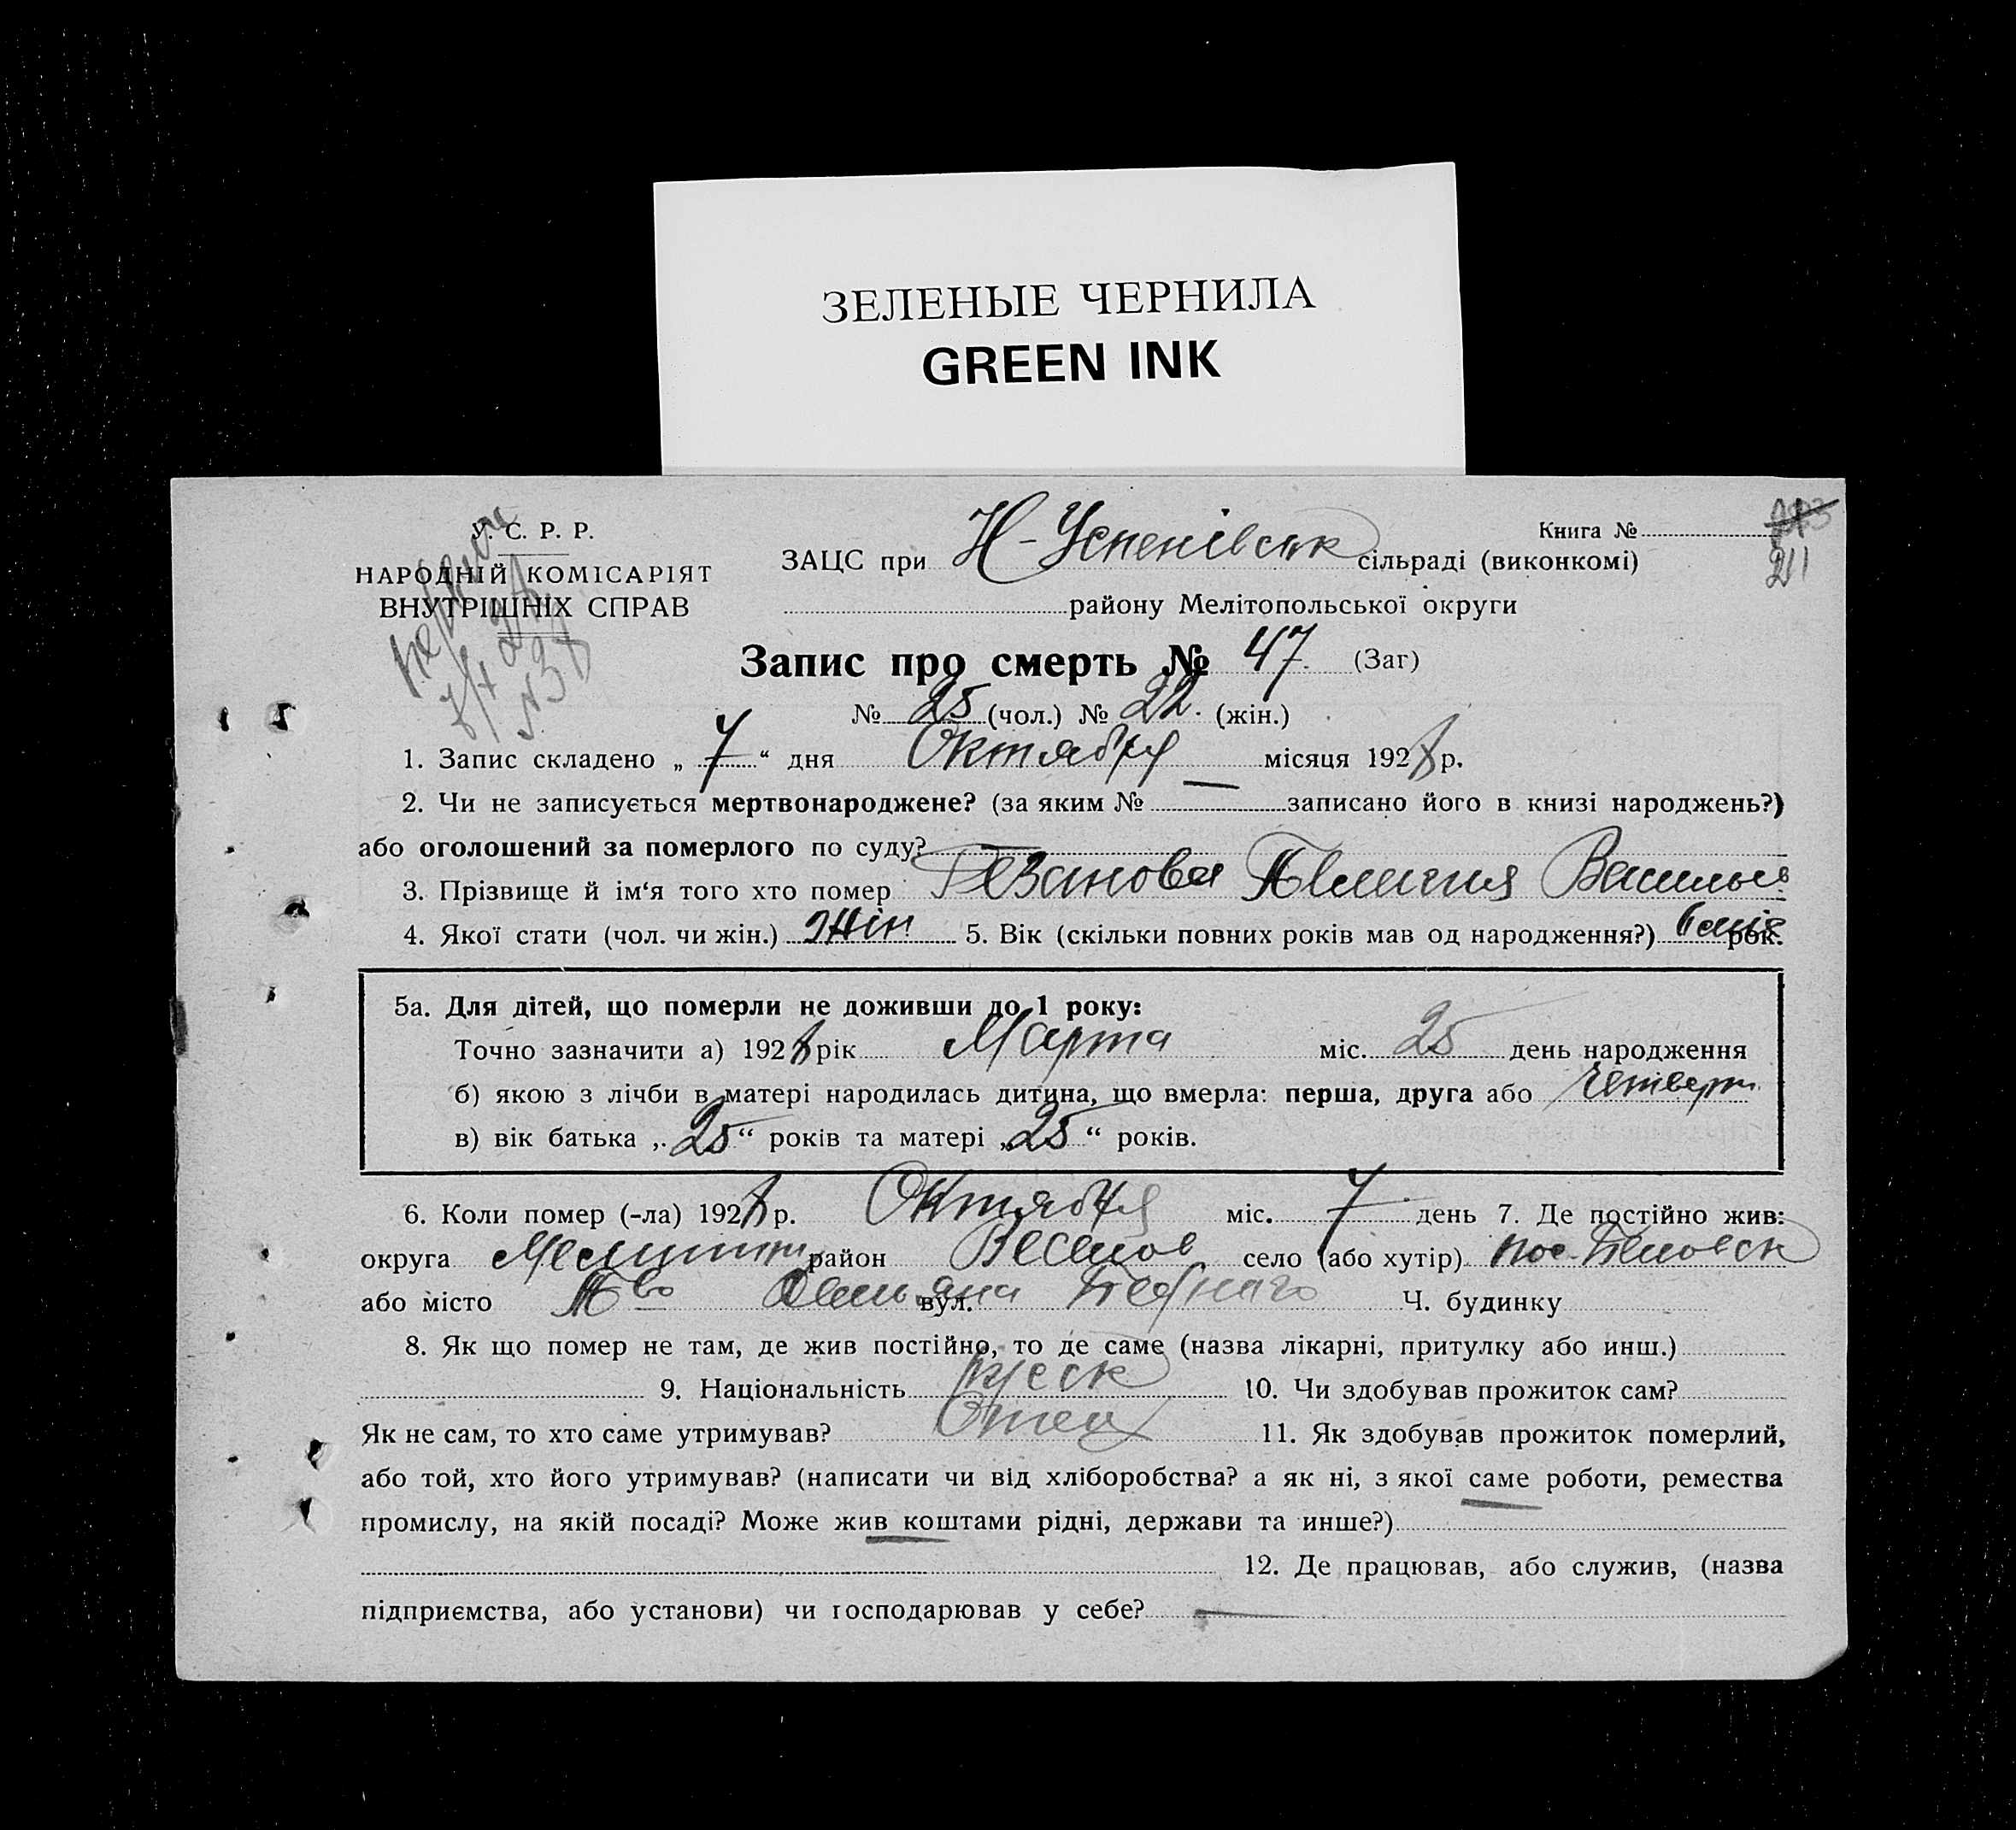 ЗЕЛЕНЫЕ ЧЕРНИЛА
GREEN INK
У. С. Р. Р.
НАРОДНІЙ КОМІСАРІЯТ
ВНУТРІШНІХ СПРАВ
Книга № 211
ЗАЦС при Н-Успенівськ сільраді (виконкомі)
району Мелітопольської округи
Запис про смерть № 47 (Заг)
№ 25 (чол.) № 22. (жін.)
1. Запис складено „ 7 “ дня Октября місяця 1928 р.
2. Чи не записується мертвонароджене? (за яким № — записано його в книзі народжень?)
або оголошений за померлого по суду?
3. Прізвище й ім‘я того хто помер Васильев
4. Якої стати (чол. чи жін.) Жін 5. Вік (скільки повних років мав од народження?) рок.
5а. Для дітей, що померли не доживши до 1 року:
Точно зазначити а) 1928 рік Марта міс. 25 день народження
б) якою з лічби в матері народилась дитина, що вмерла: перша, друга або четверт
в) вік батька „ 25 “ років та матері „ 25 “ років.
6. Коли помер (-ла) 1928 р. Октября міс. 7 день 7. Де постійно жив:
округа Мелитоп район Веселов село (або хутір) пос.
або місто вул. Ч. будинку
8. Як що помер не там, де жив постійно, то де саме (назва лікарні, притулку або инш.)
9. Національність русск 10. Чи здобував прожиток сам?
Як не сам, то хто саме утримував? Отец 11. Як здобував прожиток померлий,
або той, хто його утримував? (написати чи від хліборобства? а як ні, з якої саме роботи, ремества
промислу, на якій посаді? Може жив коштами рідні, держави та инше?)
12. Де працював, або служив, (назва
підприємства, або установи) чи господарював у себе? —